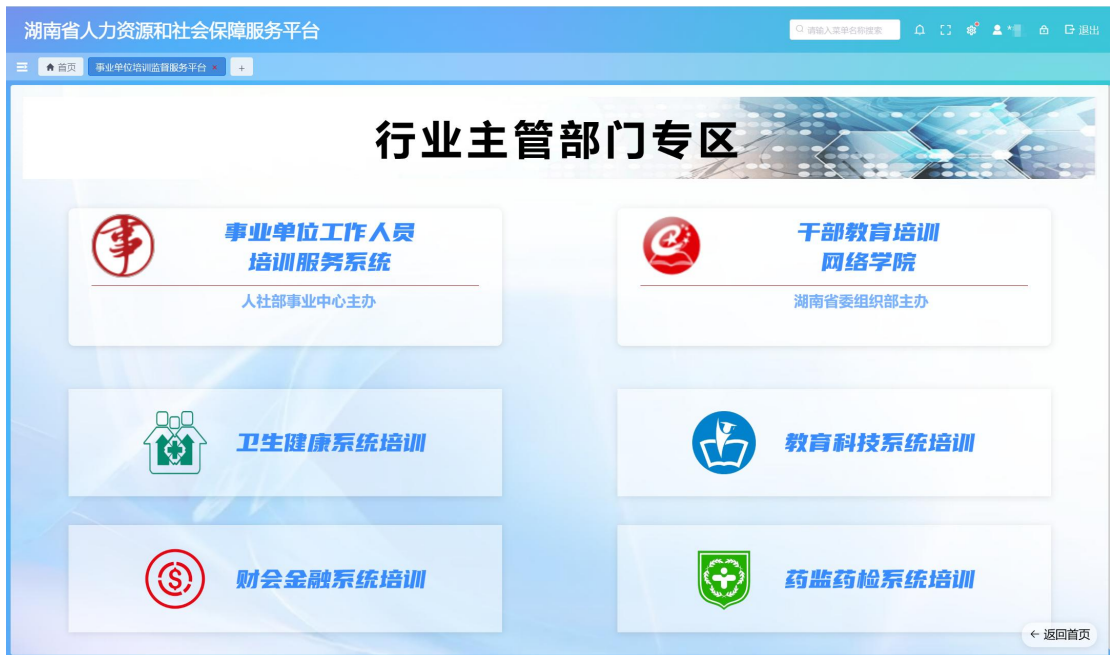 湖南省人力资源和社会保障服务平台
请输入菜单名称搜索
退出
首页
事业单位培训监督服务平台
行业主管部门专区
事业单位工作人员
培训服务系统
人社部事业中心主办
干部教育培训
网络学院
湖南省委组织部主办
卫生健康系统培训
教育科技系统培训
财会金融系统培训
药监药检系统培训
← 返回首页